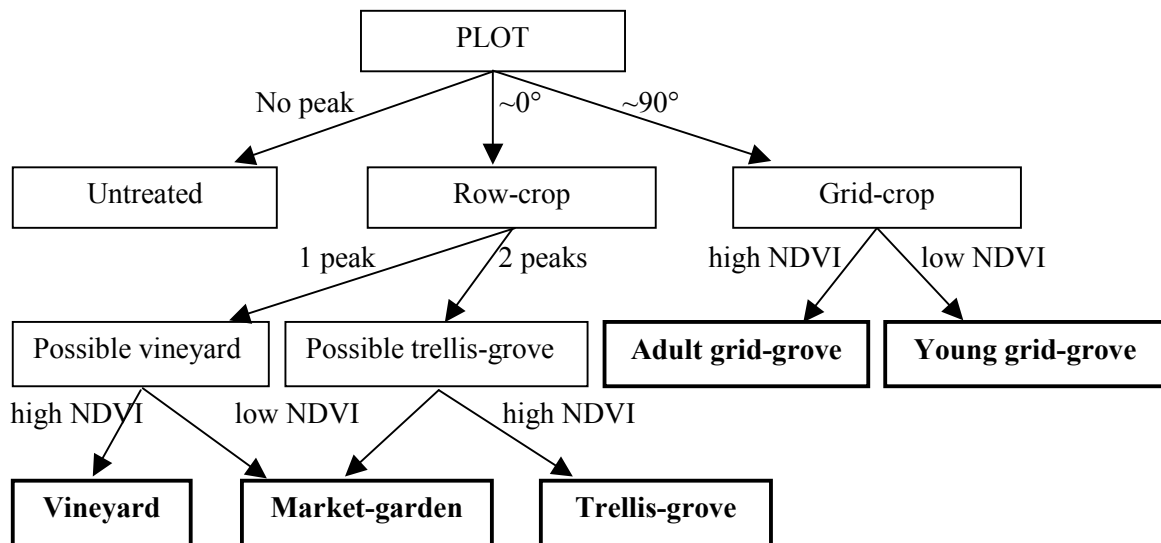 PLOT
No peak
~0°
~90°
Untreated
Row-crop
Grid-crop
1 peak
2 peaks
high NDVI
low NDVI
Possible vineyard
Possible trellis-grove
Adult grid-grove
Young grid-grove
high NDVI
low NDVI
high NDVI
Vineyard
Market-garden
Trellis-grove